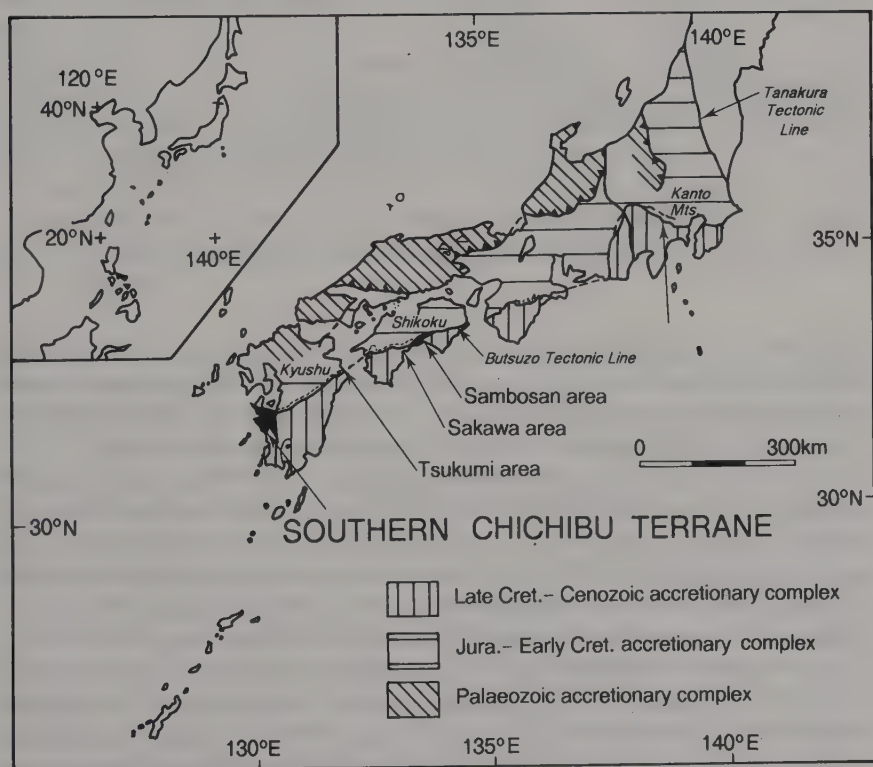 135°E
140°E
120°E
40°N
Tanakura
Tectonic
Line
Kanto
Mts.
20°N
140°E
35°N
Shikoku
Butsuzo Tectonic Line
Kyushu
Sambosan area
Sakawa area
0 300km
Tsukumi area
30°N
30°N
SOUTHERN CHICHIBU TERRANE
Late Cret.– Cenozoic accretionary complex
Jura.– Early Cret. accretionary complex
Palaeozoic accretionary complex
130°E
135°E
140°E